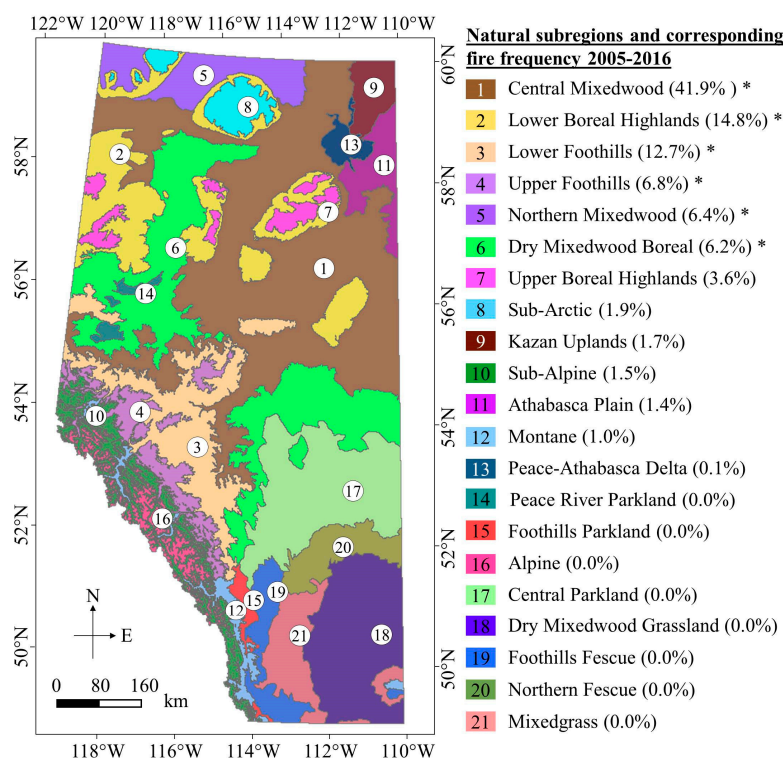 122°W 120°W 118°W 116°W 114°W 112°W 110°W
60°N
58°N
56°N
54°N
52°N
50°N
58°N
56°N
54°N
52°N
50°N
118°W 116°W 114°W 112°W 110°W
5
8
9
13
11
2
7
6
1
14
10
4
3
17
16
20
19
15
12
21
18
N
E
0 80 160
km
Natural subregions and corresponding
fire frequency 2005-2016
1 Central Mixedwood (41.9% ) *
2 Lower Boreal Highlands (14.8%) *
3 Lower Foothills (12.7%) *
4 Upper Foothills (6.8%) *
5 Northern Mixedwood (6.4%) *
6 Dry Mixedwood Boreal (6.2%) *
7 Upper Boreal Highlands (3.6%)
8 Sub-Arctic (1.9%)
9 Kazan Uplands (1.7%)
10 Sub-Alpine (1.5%)
11 Athabasca Plain (1.4%)
12 Montane (1.0%)
13 Peace-Athabasca Delta (0.1%)
14 Peace River Parkland (0.0%)
15 Foothills Parkland (0.0%)
16 Alpine (0.0%)
17 Central Parkland (0.0%)
18 Dry Mixedwood Grassland (0.0%)
19 Foothills Fescue (0.0%)
20 Northern Fescue (0.0%)
21 Mixedgrass (0.0%)